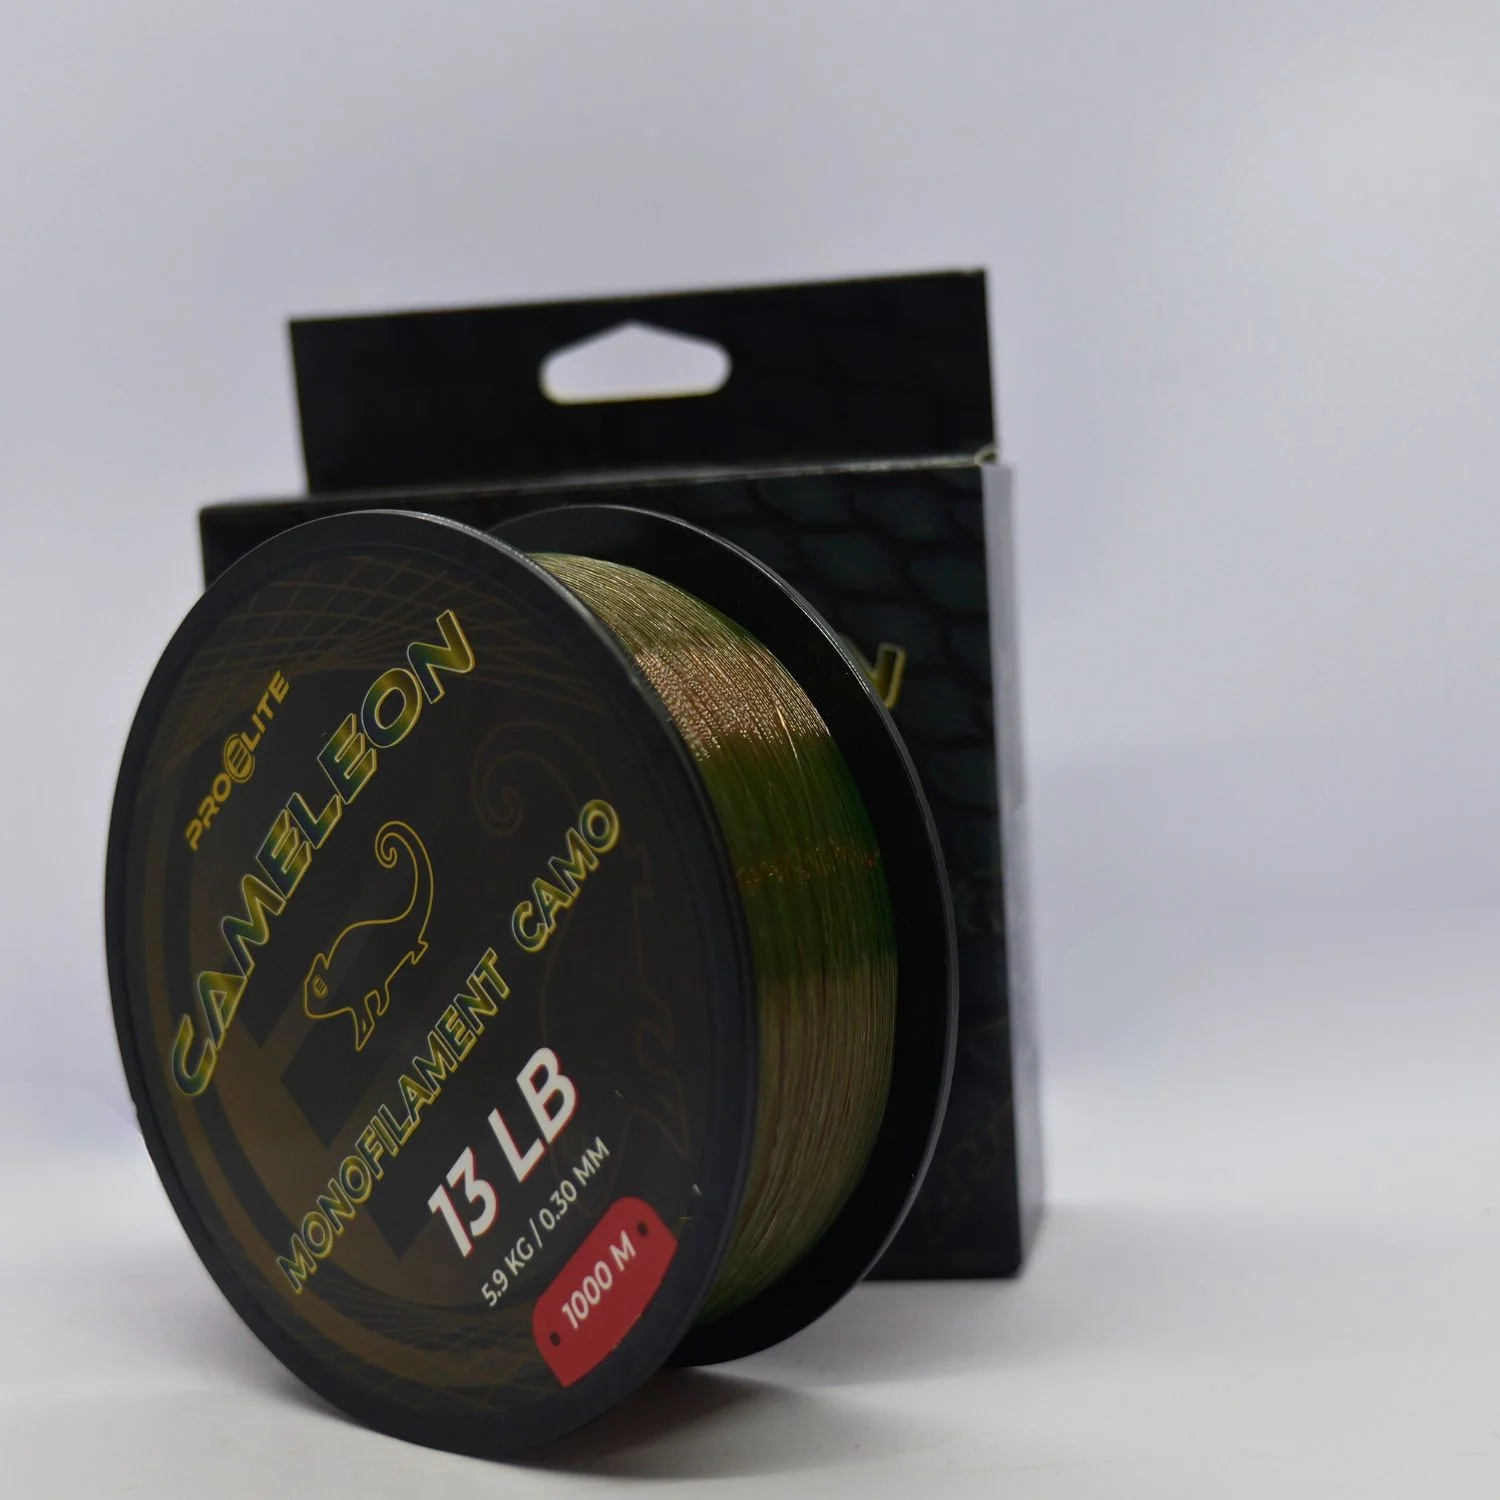 PROELITE
CAMELEON
MONOFILAMENT CAMO
13 LB
5.9 KG / 0.30 MM
1000 M
N